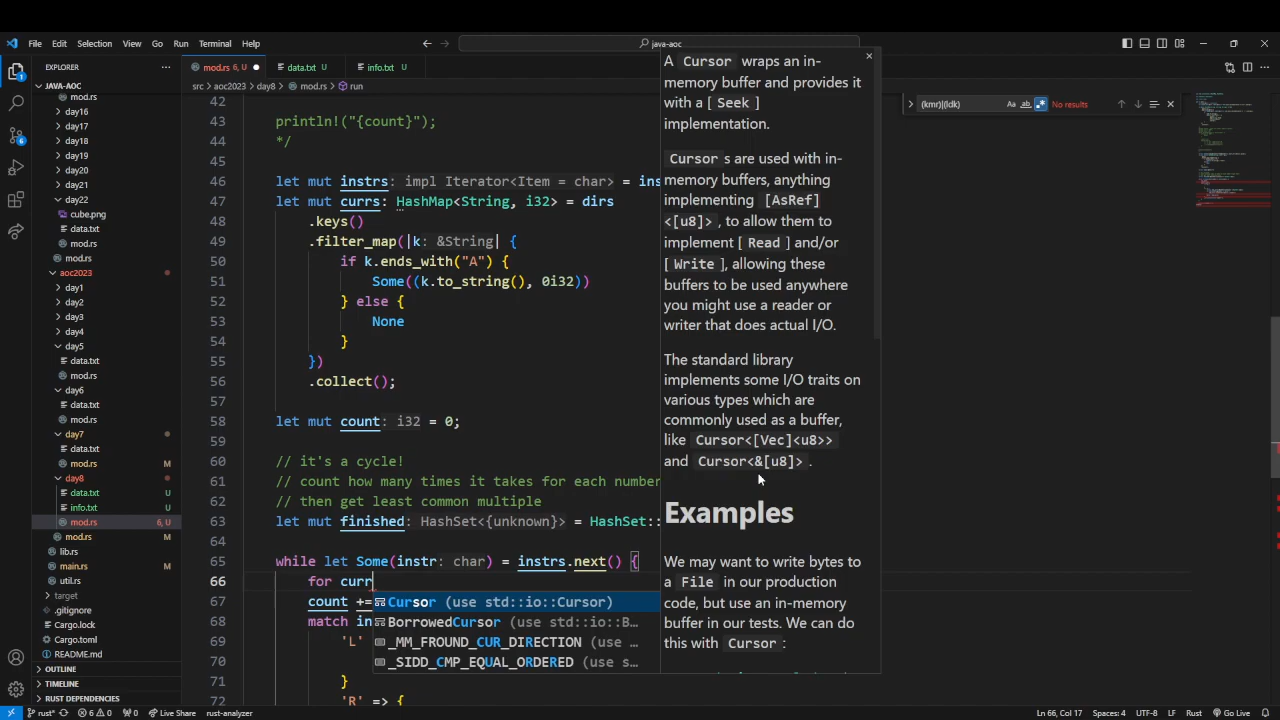 File Edit Selection View Go Run Terminal Help
java-aoc
EXPLORER
mod.rs 6, U
data.txt U
info.txt U
JAVA-AOC
src > aoc2023 > day8 > mod.rs > run
mod.rs
day16
day17
day18
day19
day20
day21
day22
cube.png
data.txt
mod.rs
mod.rs
aoc2023
day1
day2
day3
day4
day5
data.txt
mod.rs
day6
data.txt
mod.rs
day7
data.txt
mod.rs M
day8
data.txt U
info.txt U
mod.rs 6, U
mod.rs M
lib.rs
main.rs M
util.rs
target
.gitignore
Cargo.lock
Cargo.toml
README.md
OUTLINE
TIMELINE
RUST DEPENDENCIES
42
43 println!("{count}");
44 */
45
46 let mut instrs: impl Iterator<Item = char> = ins
47 let mut currs: HashMap<String, i32> = dirs
48 .keys()
49 .filter_map(|k: &String| {
50 if k.ends_with("A") {
51 Some((k.to_string(), 0i32))
52 } else {
53 None
54 }
55 })
56 .collect();
57
58 let mut count: i32 = 0;
59
60 // it's a cycle!
61 // count how many times it takes for each number
62 // then get least common multiple
63 let mut finished: HashSet<{unknown}> = HashSet::
64
65 while let Some(instr: char) = instrs.next() {
66 for curr
67 count +=
68 match in
69 'L'
70
71 }
72 'R' => {
Cursor (use std::io::Cursor)
BorrowedCursor (use std::io::B…
_MM_FROUND_CUR_DIRECTION (use …
_SIDD_CMP_EQUAL_ORDERED (use s…
A Cursor wraps an in-
memory buffer and provides it
with a [ Seek ]
implementation.
Cursor s are used with in-
memory buffers, anything
implementing [AsRef]
<[u8]>, to allow them to
implement [ Read ] and/or
[ Write ], allowing these
buffers to be used anywhere
you might use a reader or
writer that does actual I/O.
The standard library
implements some I/O traits on
various types which are
commonly used as a buffer,
like Cursor<[Vec]<u8>>
and Cursor<&[u8]>.
Examples
We may want to write bytes to
a File in our production
code, but use an in-memory
buffer in our tests. We can do
this with Cursor :
(kmr)|(ldk) Aa ab .* No results
rust* 6 0 0 Live Share rust-analyzer
Ln 66, Col 17 Spaces: 4 UTF-8 LF Rust Go Live